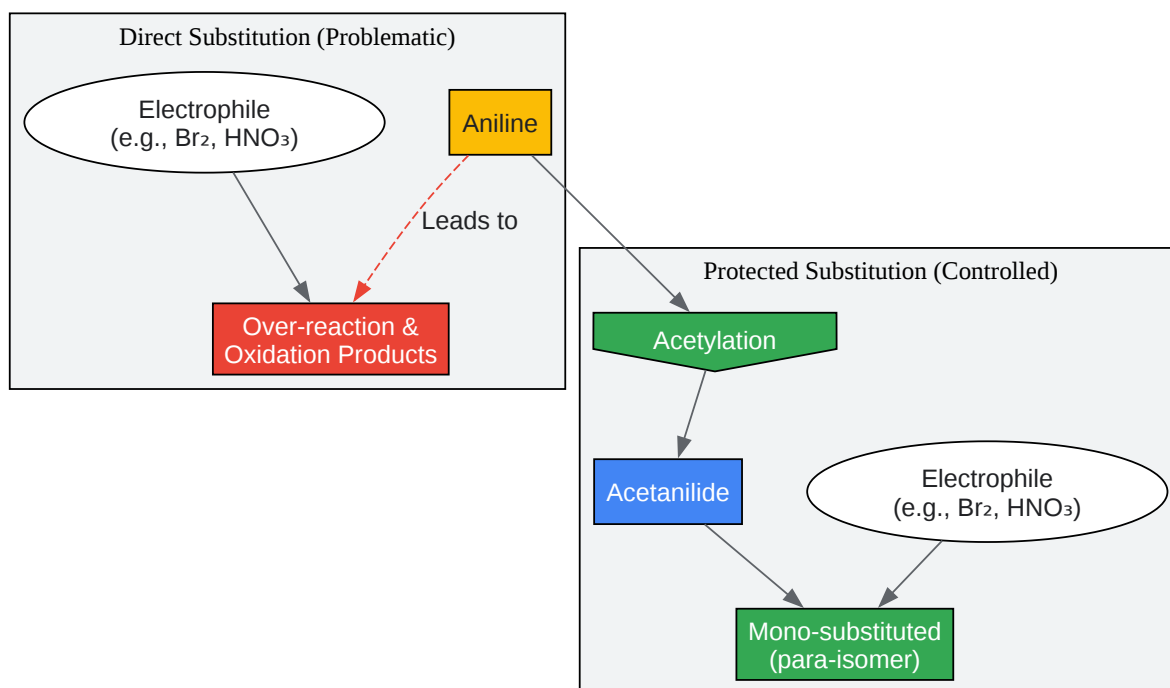 Direct Substitution (Problematic)
Electrophile
(e.g., Br₂, HNO₃)
Aniline
Leads to
Over-reaction &
Oxidation Products
Protected Substitution (Controlled)
Acetylation
Acetanilide
Electrophile
(e.g., Br₂, HNO₃)
Mono-substituted
(para-isomer)